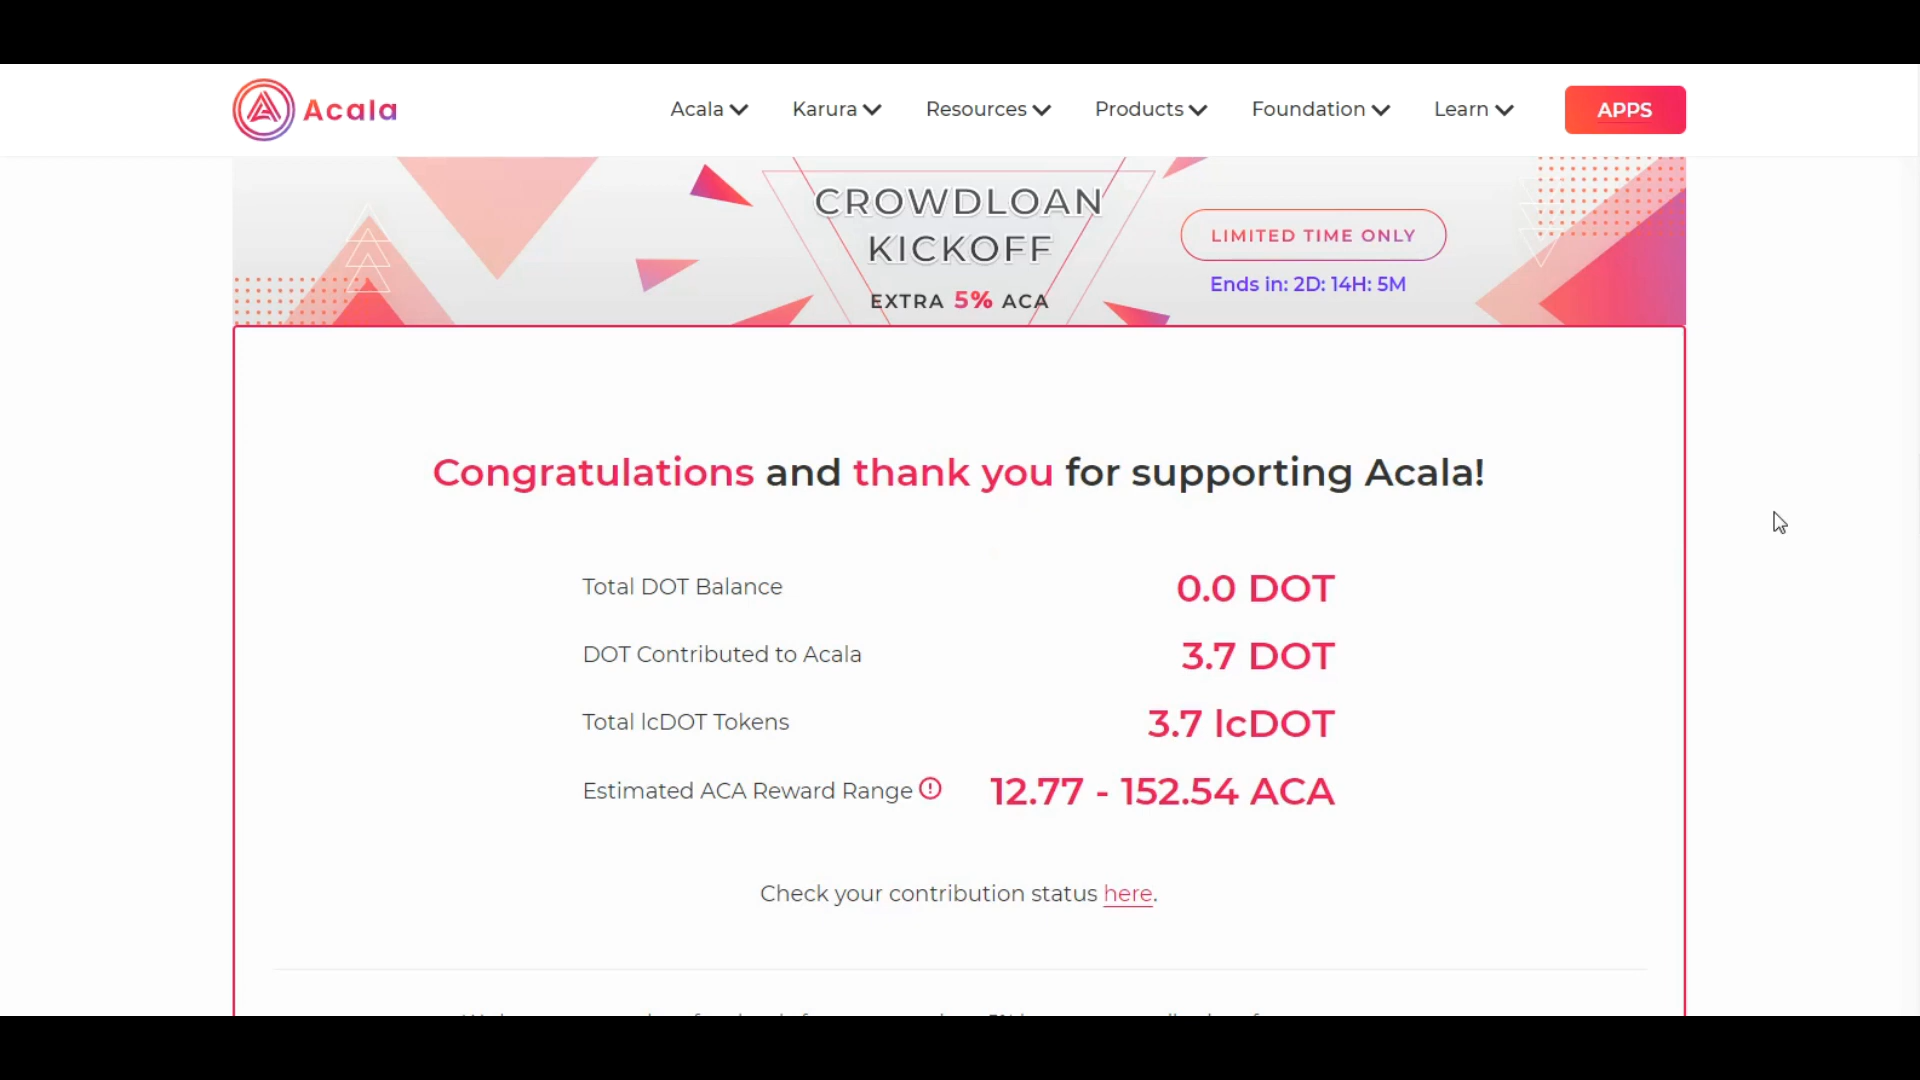 Acala
Acala Karura Resources Products Foundation Learn APPS
CROWDLOAN
KICKOFF
EXTRA 5% ACA
LIMITED TIME ONLY
Ends in: 2D: 14H: 5M
Congratulations and thank you for supporting Acala!
Total DOT Balance 0.0 DOT
DOT Contributed to Acala 3.7 DOT
Total lcDOT Tokens 3.7 lcDOT
Estimated ACA Reward Range 12.77 - 152.54 ACA
Check your contribution status here.